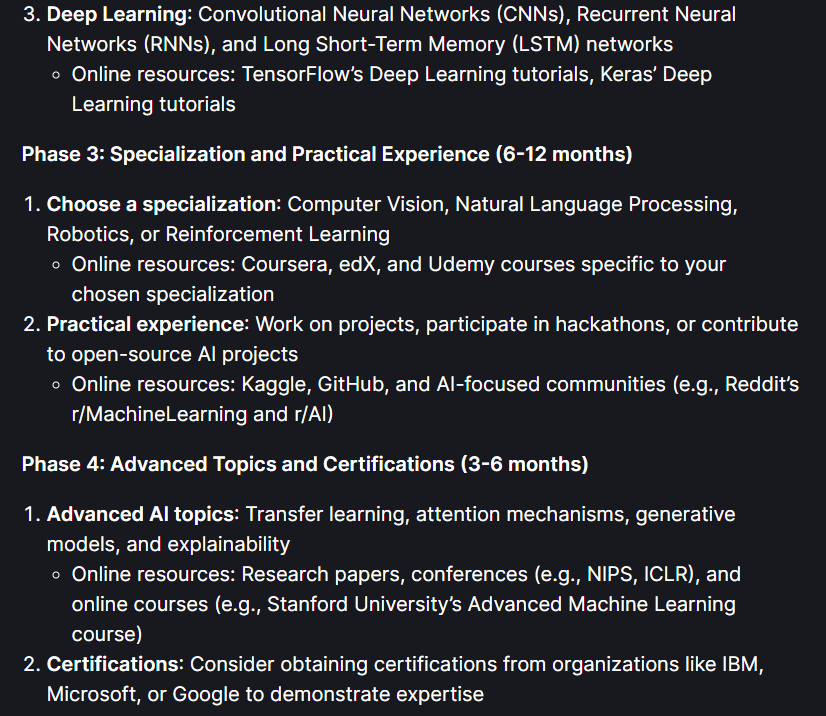 3. Deep Learning: Convolutional Neural Networks (CNNs), Recurrent Neural
Networks (RNNs), and Long Short-Term Memory (LSTM) networks
◦ Online resources: TensorFlow’s Deep Learning tutorials, Keras’ Deep
Learning tutorials
Phase 3: Specialization and Practical Experience (6-12 months)
1. Choose a specialization: Computer Vision, Natural Language Processing,
Robotics, or Reinforcement Learning
◦ Online resources: Coursera, edX, and Udemy courses specific to your
chosen specialization
2. Practical experience: Work on projects, participate in hackathons, or contribute
to open-source AI projects
◦ Online resources: Kaggle, GitHub, and AI-focused communities (e.g., Reddit’s
r/MachineLearning and r/AI)
Phase 4: Advanced Topics and Certifications (3-6 months)
1. Advanced AI topics: Transfer learning, attention mechanisms, generative
models, and explainability
◦ Online resources: Research papers, conferences (e.g., NIPS, ICLR), and
online courses (e.g., Stanford University’s Advanced Machine Learning
course)
2. Certifications: Consider obtaining certifications from organizations like IBM,
Microsoft, or Google to demonstrate expertise